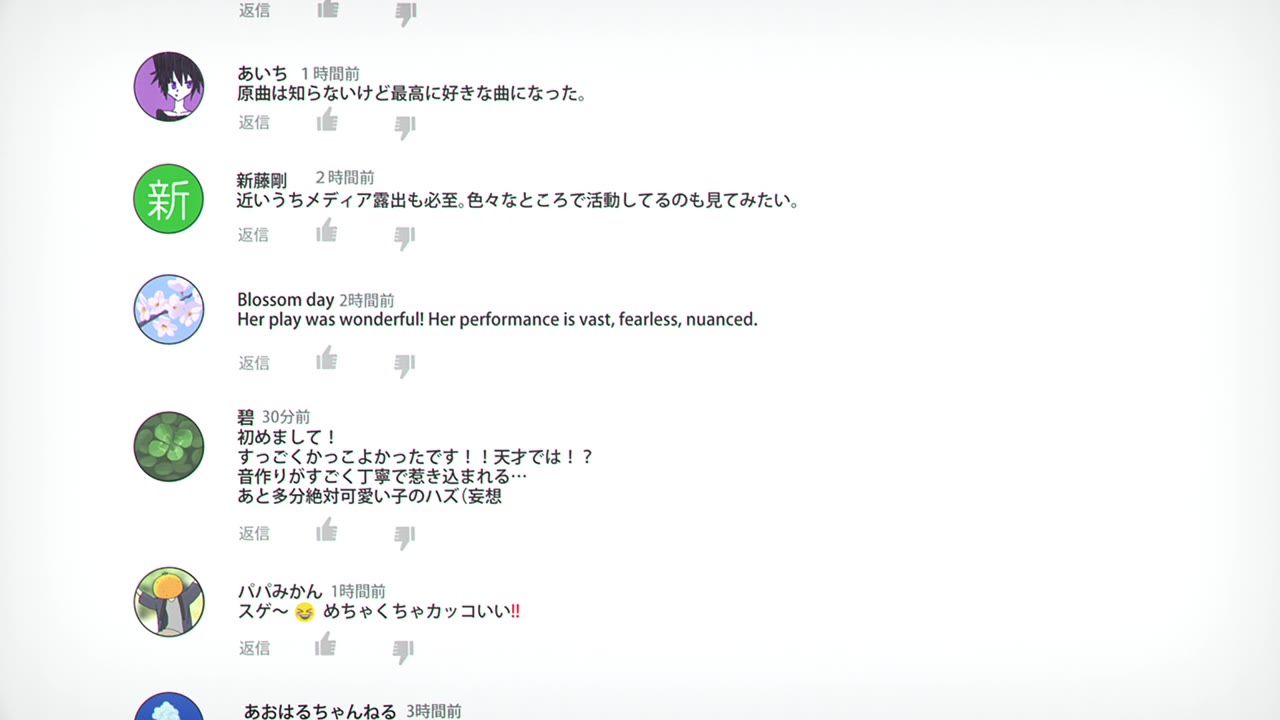 返信
あいち 1時間前
原曲は知らないけど最高に好きな曲になった。
返信
新
新藤剛 2時間前
近いうちメディア露出も必至。色々なところで活動してるのも見てみたい。
返信
Blossom day 2時間前
Her play was wonderful! Her performance is vast, fearless, nuanced.
返信
碧 30分前
初めまして！
すっごくかっこよかったです！！天才では！？
音作りがすごく丁寧で惹き込まれる…
あと多分絶対可愛い子のハズ（妄想
返信
パパみかん 1時間前
スゲ～😆 めちゃくちゃカッコいい‼
返信
あおはるちゃんねる 3時間前